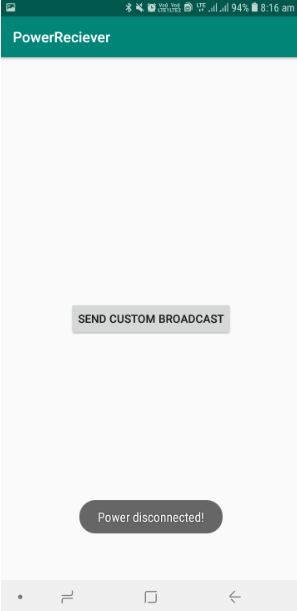 94% 8:16 am
PowerReciever
SEND CUSTOM BROADCAST
Power disconnected!